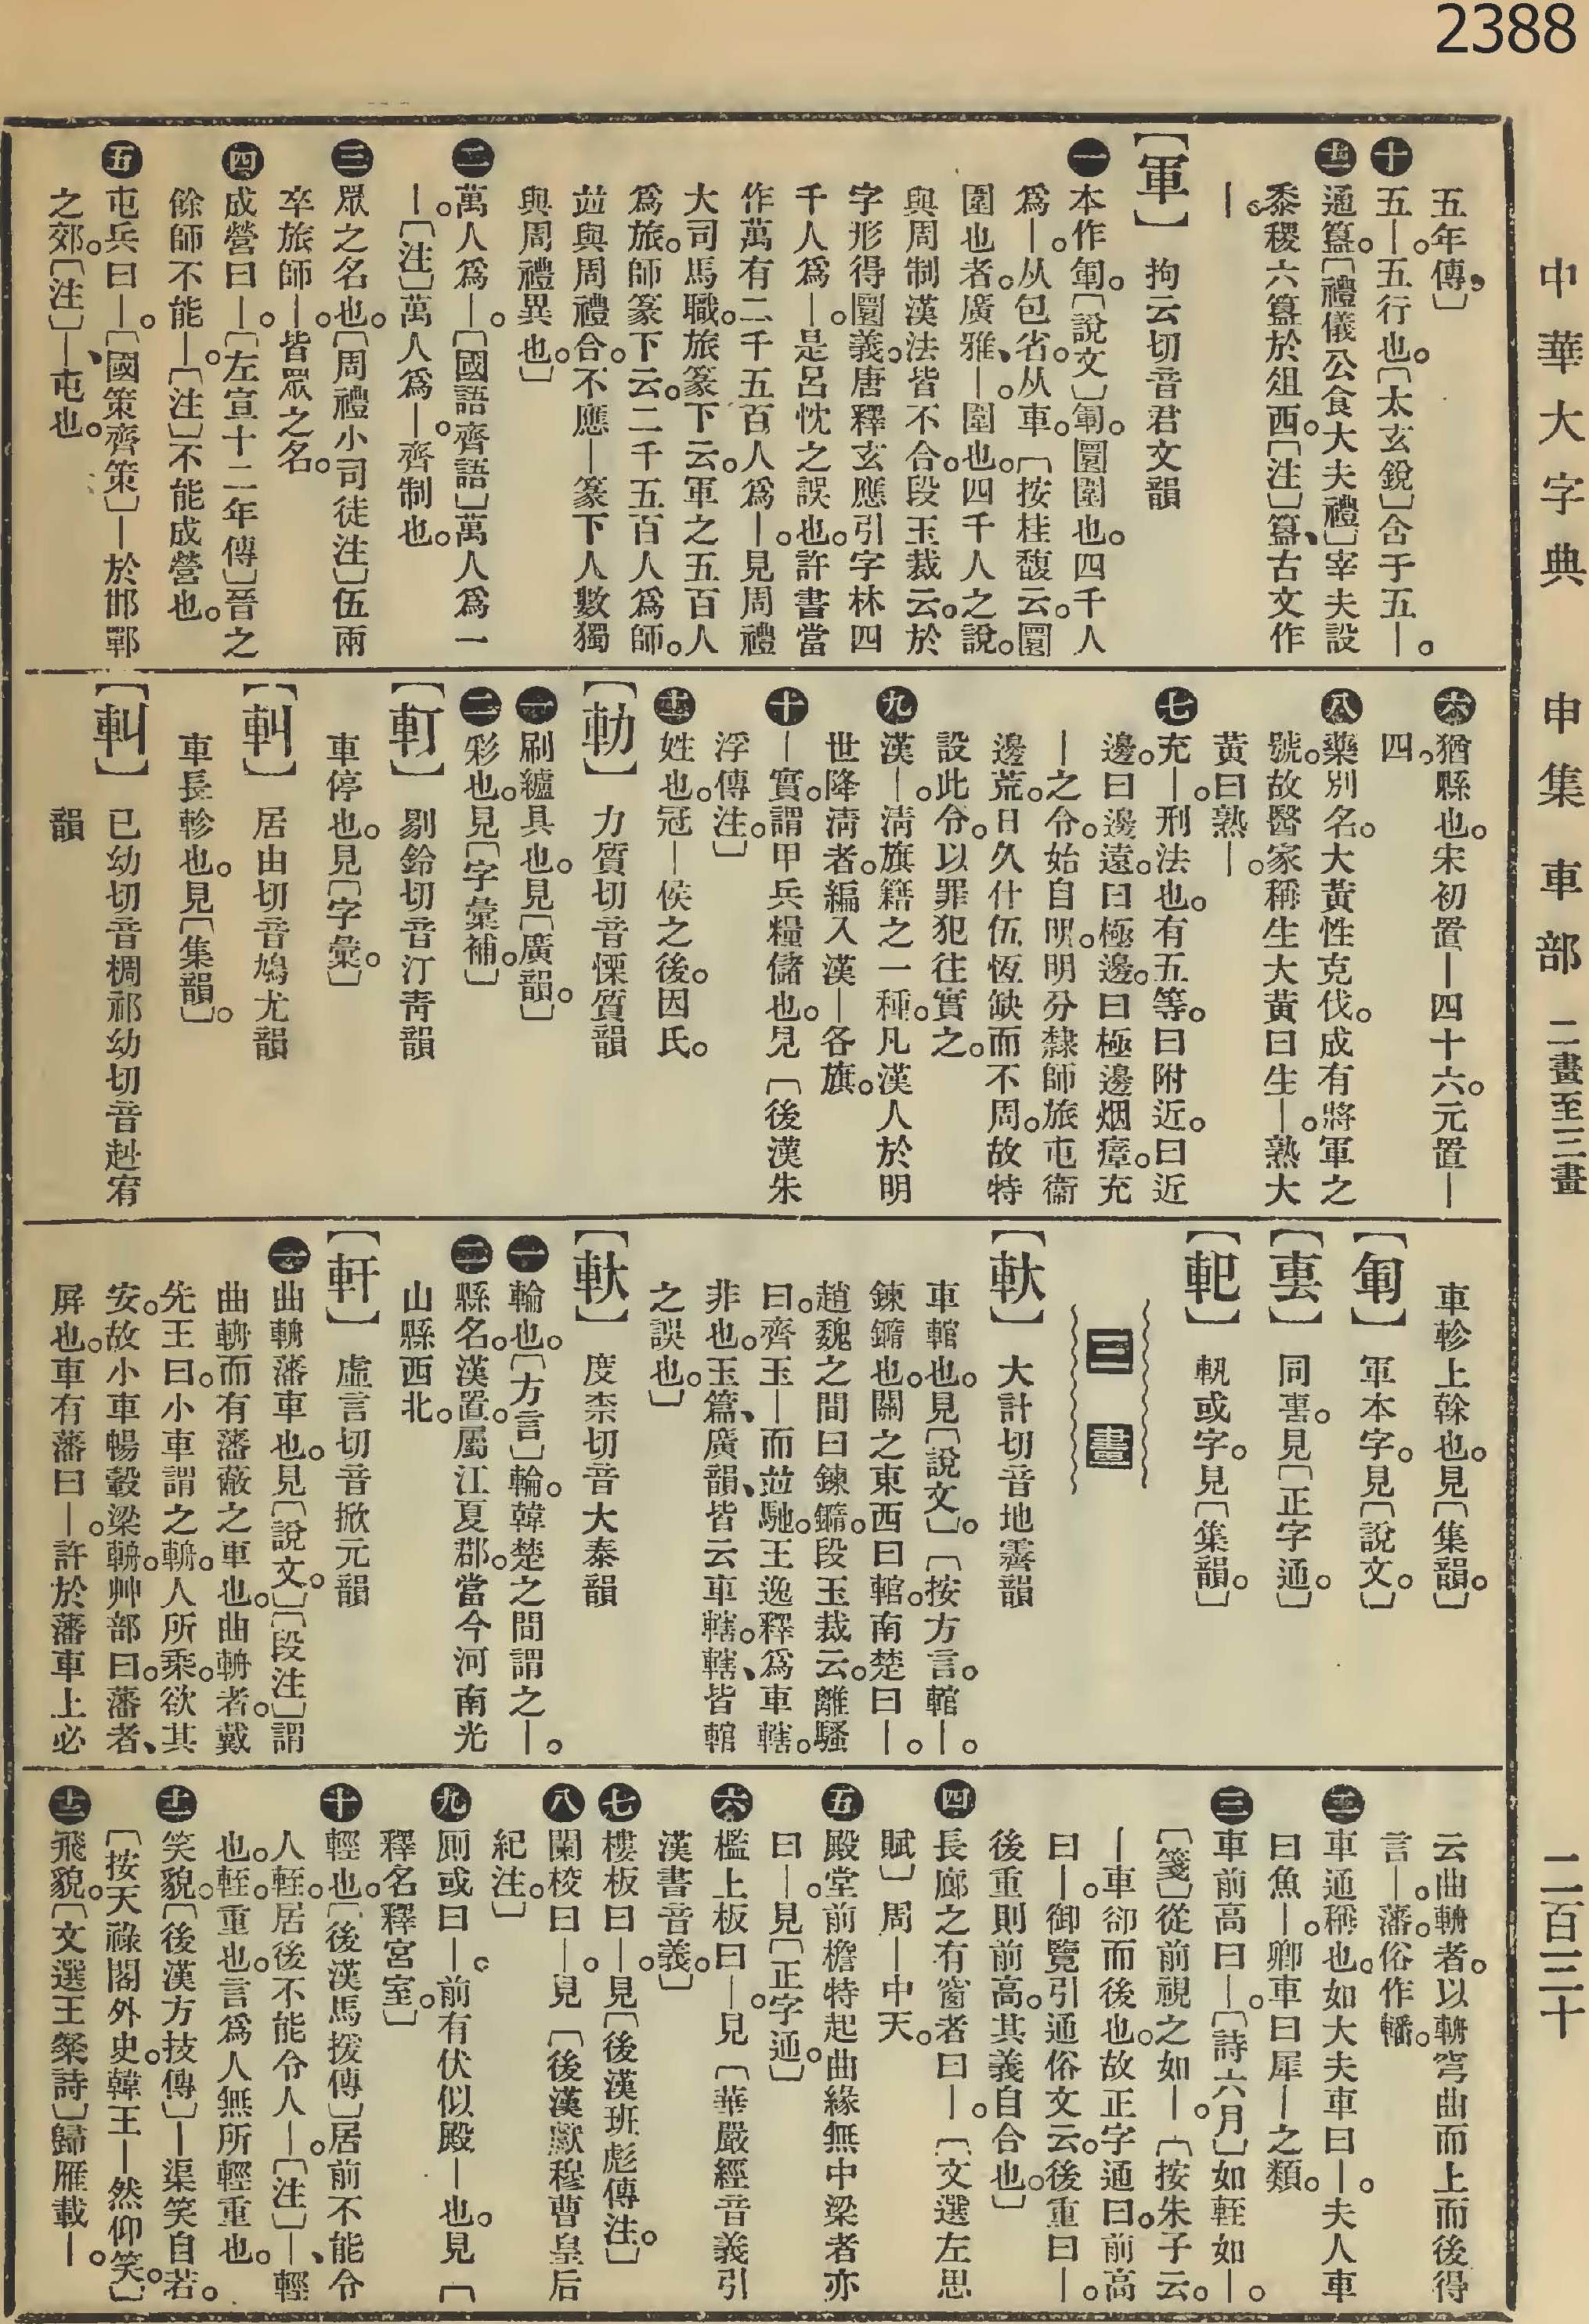 2388
中華大字典　申集　車部　二畫至三畫　二百三十
五年傳〕
十 五｜。五行也。〔太玄銳〕含于五｜。
十一 通簋。〔禮儀公食大夫禮〕宰夫設
黍稷六簋於俎西。〔注〕簋、古文作
｜。
【軍】　拘云切音君文韻
一 本作䡓。〔說文〕䡓。圜圍也。四千人
爲｜。从包省。从車。〔按桂馥云。圜
圍也者。廣雅、｜。圍也。四千人之說。
與周制漢法皆不合。段玉裁云。於
字形得圜義。唐釋玄應引字林四
千人爲｜。是呂忱之誤也。許書當
作萬有二千五百人爲｜。見周禮
大司馬職。旅篆下云。軍之五百人
爲旅。師篆下云。二千五百人爲師。
竝與周禮合。不應｜篆下人數獨
與周禮異也。〕
二 萬人爲｜。〔國語齊語〕萬人爲一
｜。〔注〕萬人爲｜。齊制也。
三 眾之名也。〔周禮小司徒注〕伍兩
卒旅師｜。皆眾之名。
四 成營曰｜。〔左宣十二年傳〕晉之
餘師不能｜。〔注〕不能成營也。
五 屯兵曰｜。〔國策齊策〕｜於邯鄲
之郊。〔注〕｜、屯也。
六 猶縣也。宋初置｜四十六。元置｜
四。
八 藥別名。大黃性克伐。成有將軍之
號。故醫家稱生大黃曰生｜。熟大
黃曰熟｜。
七 充｜。刑法也。有五等。曰附近。曰近
邊。曰邊遠。曰極邊。曰極邊烟瘴。充
｜之令。始自明。明分隸師旅屯衞
邊荒。日久什伍恆缺而不周。故特
設此令。以罪犯往實之。
九 漢｜。淸旗籍之一種。凡漢人於明
世降淸者。編入漢｜各旗。
十 ｜實。謂甲兵糧儲也。見〔後漢朱
浮傳注。〕
十一 姓也。冠｜侯之後。因氏。
【𨊧】　力質切音慄質韻
一 刷纑具也。見〔廣韻。〕
二 彩也。見〔字彙補。〕
【𨊥】　剔鈴切音汀靑韻
車停也。見〔字彙。〕
【𨊤】　居由切音鳩尤韻
車長軫也。見〔集韻。〕
【𨊤】　已幼切音㭢祁幼切音赳宥
韻
車軫上榦也。見〔集韻。〕
【䡓】　軍本字。見〔說文。〕
【軎】　同軎。見〔正字通。〕
【軓】　軓或字。見〔集韻。〕
三畫
【軑】　大計切音地霽韻
車輨也。見〔說文。〕〔按方言。輨｜。
鍊鐪也。關之東西曰輨。南楚曰｜。
趙魏之間曰鍊鐪。段玉裁云。離騷
曰。齊玉｜而竝馳。王逸釋爲車轄。
非也。玉篇、廣韻、皆云車轄。轄、皆輨
之誤也。〕
【軑】　度柰切音大泰韻
一 輪也。〔方言〕輪。韓楚之間謂之｜。
二 縣名。漢置。屬江夏郡。當今河南光
山縣西北。
【軒】　虛言切音掀元韻
一 曲輈藩車也。見〔說文。〕〔段注〕謂
曲輈而有藩蔽之車也。曲輈者。戴
先王曰。小車謂之輈。人所乘。欲其
安。故小車暢轂梁輈。艸部曰。藩者、
屛也。車有藩曰｜。許於藩車上必
云曲輈者。以輈穹曲而上。而後得
言｜。藩。俗作轓。
二 車通稱也。如大夫車曰｜。夫人車
曰魚｜。卿車曰犀｜之類。
三 車前高曰｜。〔詩六月〕如輊如｜。
〔箋〕從前視之如｜。〔按朱子云。
｜車卻而後也。故正字通曰。前高
曰｜。御覽引通俗文云。後重曰｜。
後重則前高。其義自合也。〕
四 長廊之有窗者曰｜。〔文選左思
賦〕周｜中天。
五 殿堂前檐特起曲緣無中梁者亦
曰｜。見〔正字通。〕
六 檻上板曰｜。見〔華嚴經音義引
漢書音義。〕
七 樓板曰｜。見〔後漢班彪傳注。〕
八 闌校曰｜。見〔後漢獻穆曹皇后
紀注。〕
九 厠或曰｜。前有伏似殿｜也。見〔
釋名釋宮室。〕
十 輕也。〔後漢馬援傳〕居前不能令
人輊。居後不能令人｜。〔注〕｜、輕
也。輊。重也。言爲人無所輕重也。
十一 笑貌。〔後漢方技傳〕｜渠笑自若。
〔按天祿閣外史。韓王｜然仰笑。〕
十二 飛貌。〔文選王粲詩〕歸雁載｜。